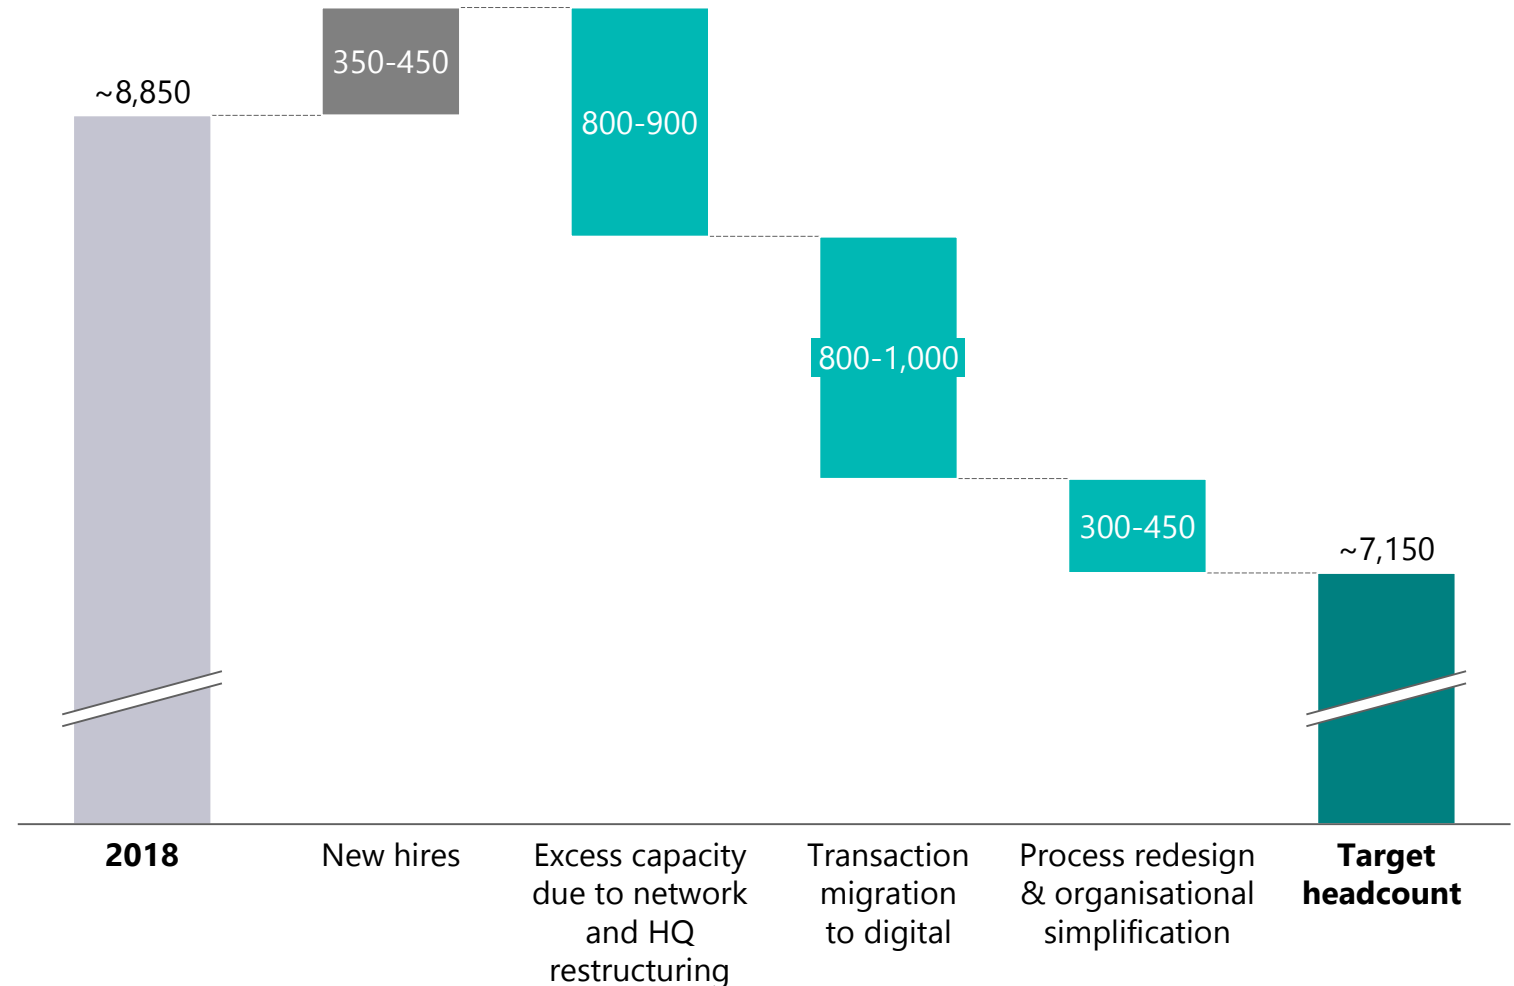 350-450
~8,850
800-900
800-1,000
300-450
~7,150
2018
New hires
Excess capacity
due to network
and HQ
restructuring
Transaction
migration
to digital
Process redesign
& organisational
simplification
Target
headcount